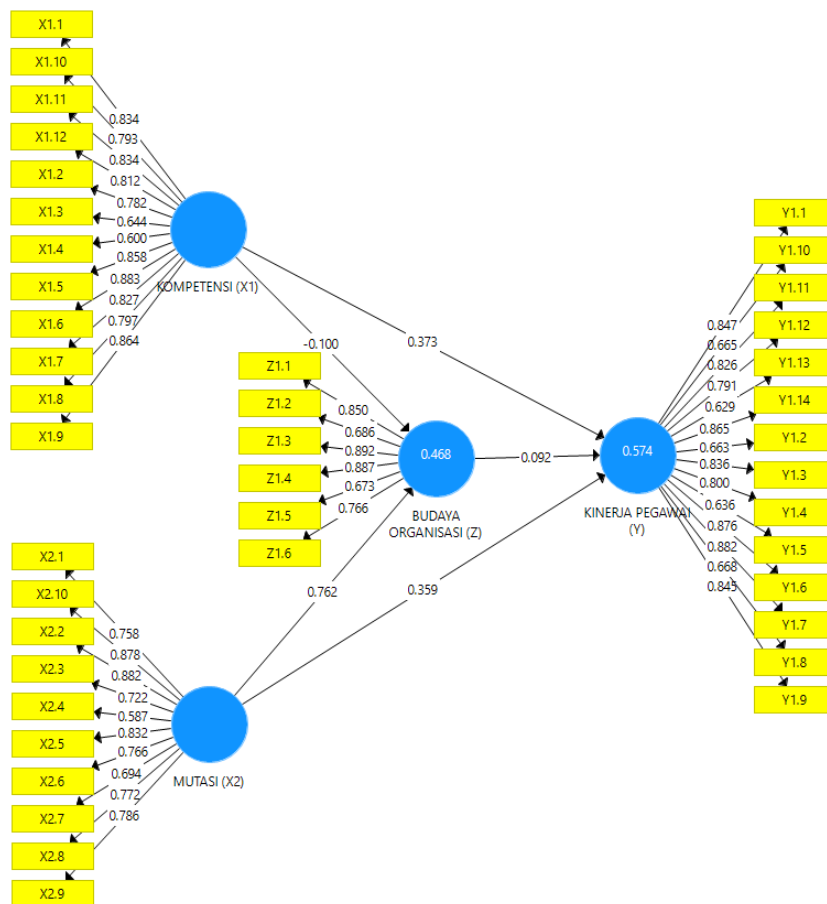 X1.1
X1.10
X1.11
X1.12
X1.2
X1.3
X1.4
X1.5
X1.6
X1.7
X1.8
X1.9
0.834
0.793
0.834
0.812
0.782
0.644
0.600
0.858
0.883
0.827
0.797
0.864
KOMPETENSI (X1)
-0.100
0.373
Z1.1
Z1.2
Z1.3
Z1.4
Z1.5
Z1.6
0.850
0.686
0.892
0.887
0.673
0.766
0.468
BUDAYA
ORGANISASI (Z)
0.092
0.574
KINERJA PEGAWAI
(Y)
0.762
0.359
X2.1
X2.10
X2.2
X2.3
X2.4
X2.5
X2.6
X2.7
X2.8
X2.9
0.758
0.878
0.882
0.722
0.587
0.832
0.766
0.694
0.772
0.786
MUTASI (X2)
0.847
0.665
0.826
0.791
0.629
0.865
0.663
0.836
0.800
0.636
0.876
0.882
0.668
0.845
Y1.1
Y1.10
Y1.11
Y1.12
Y1.13
Y1.14
Y1.2
Y1.3
Y1.4
Y1.5
Y1.6
Y1.7
Y1.8
Y1.9